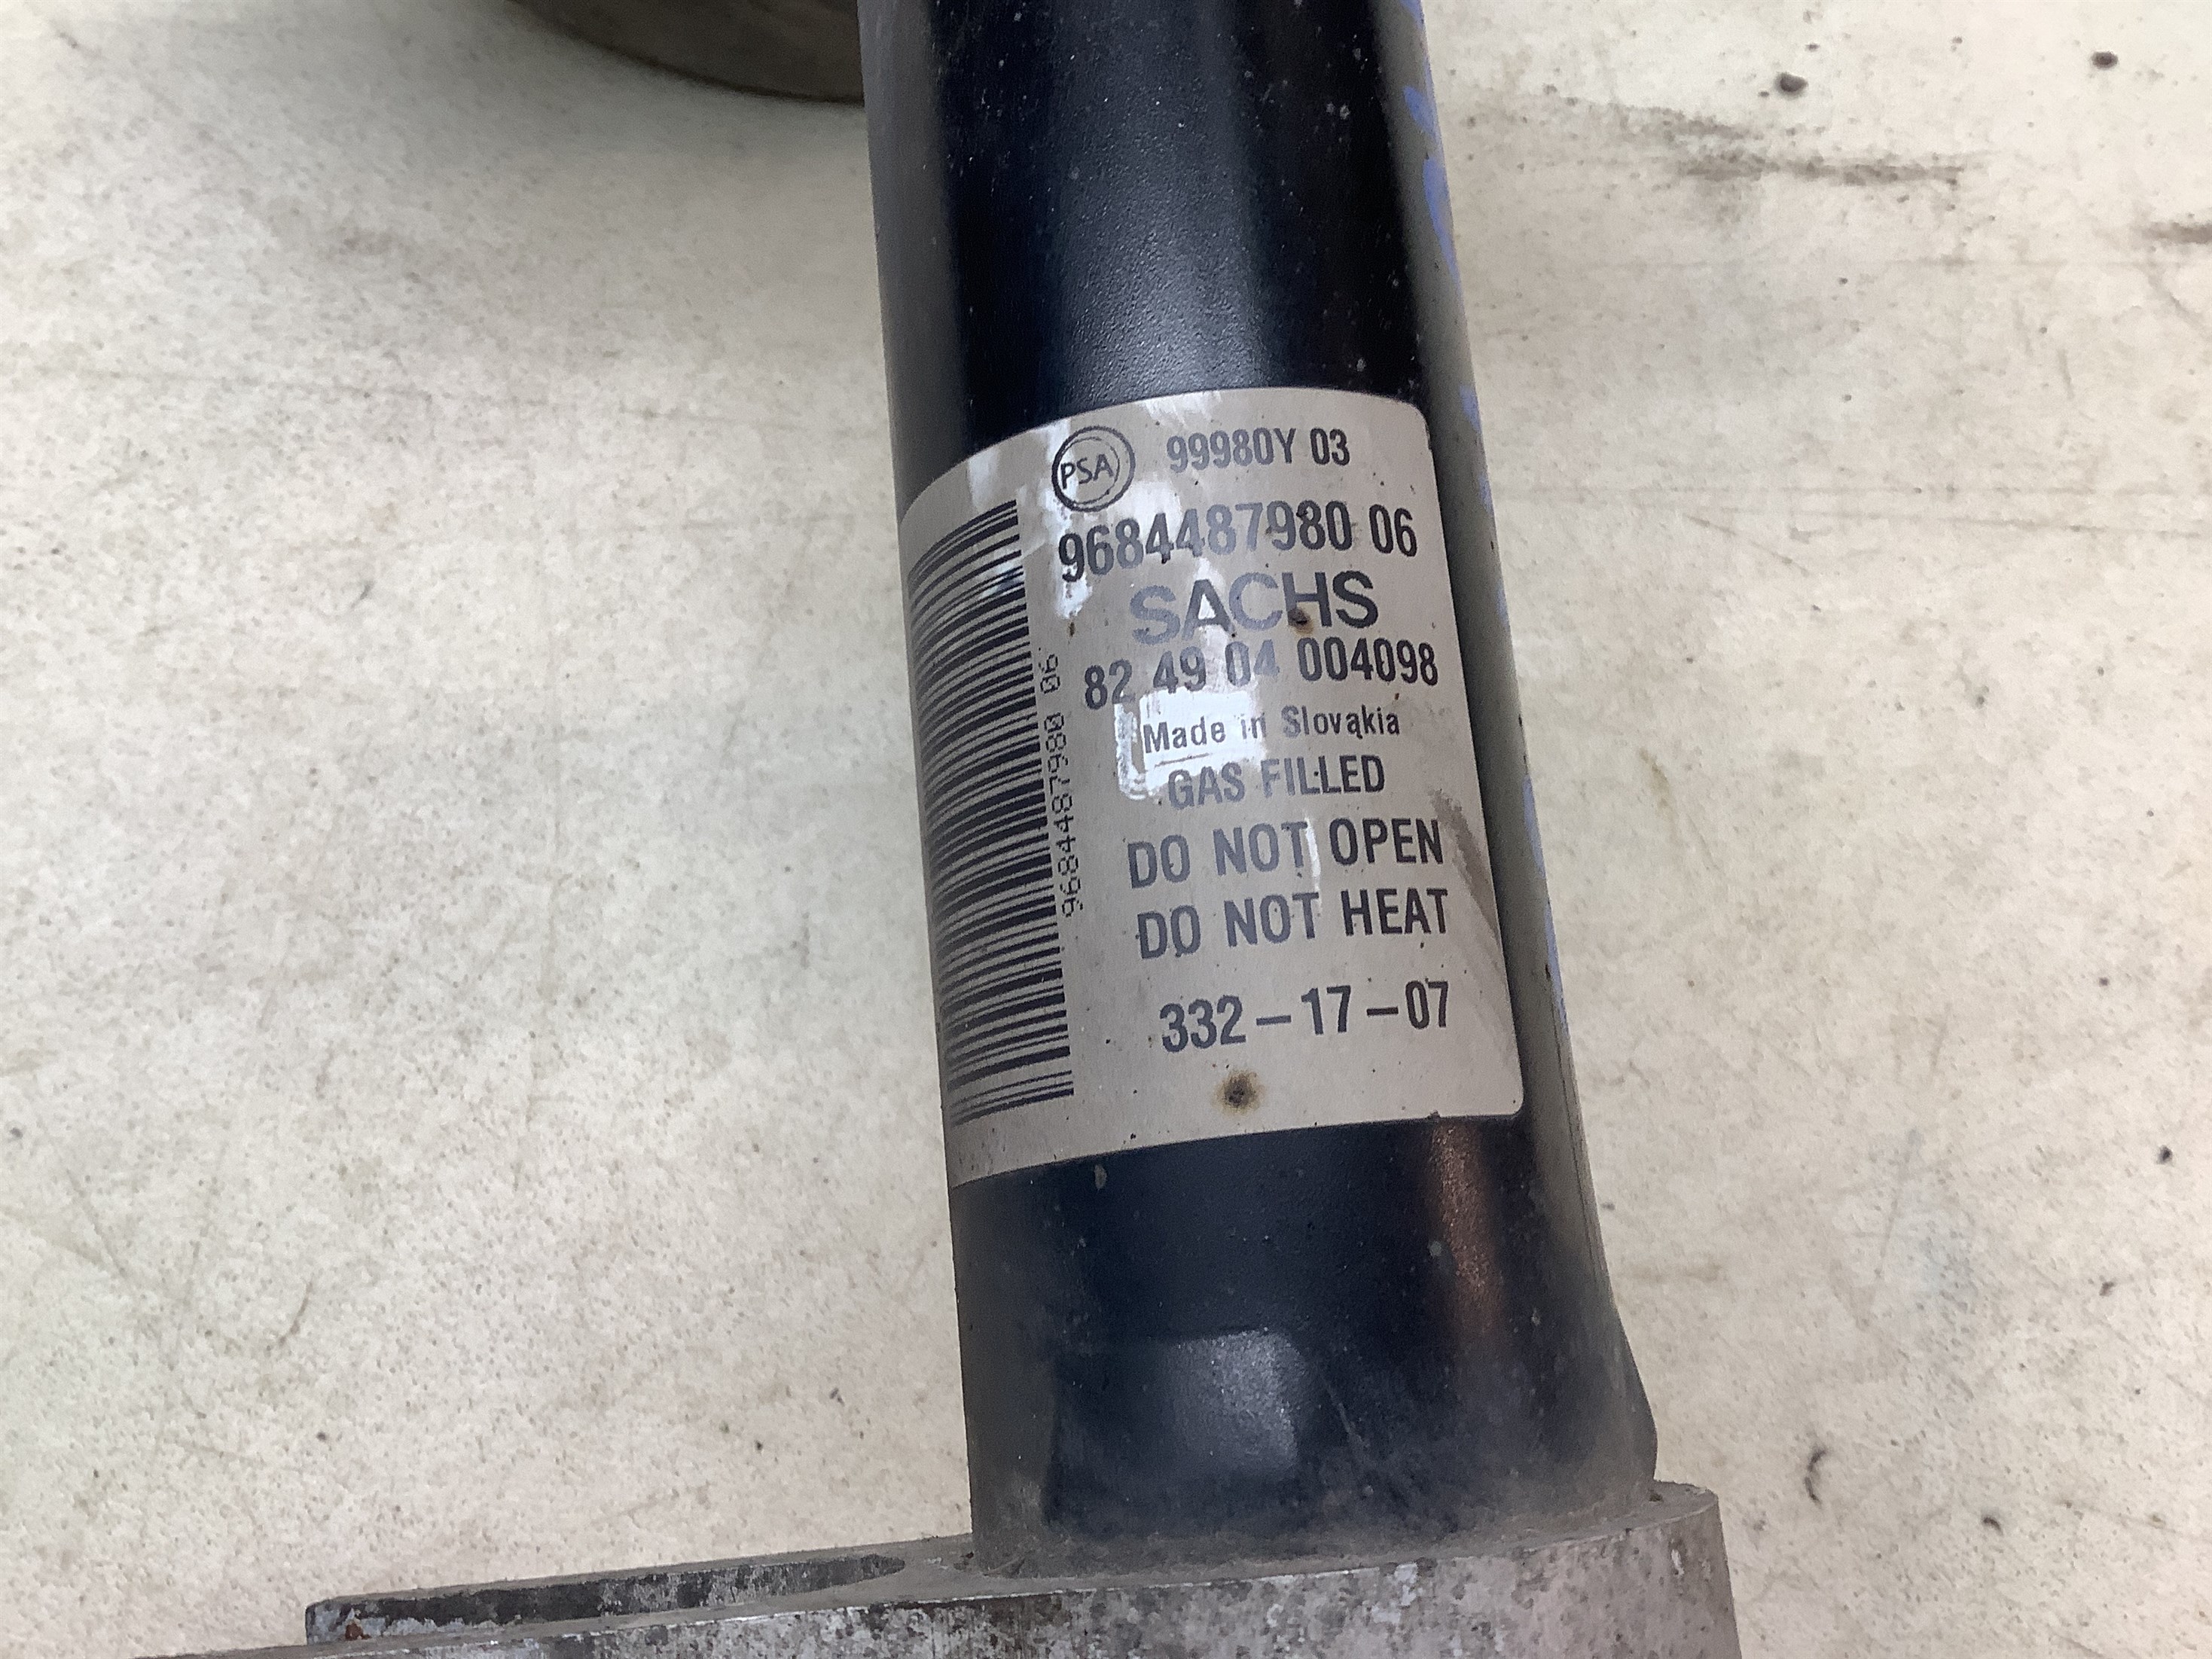 PSA 99980Y 03
9684487980 06
SACHS
82 49 04 004098
Made in Slovakia
GAS FILLED
DO NOT OPEN
DO NOT HEAT
332-17-07
9684487980 06